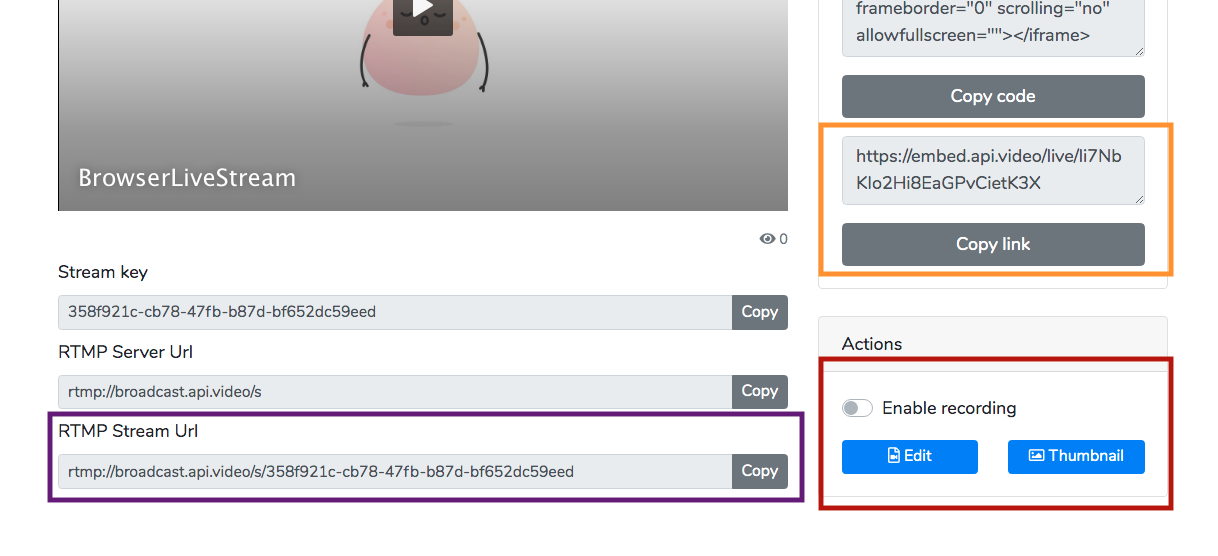 frameborder="0" scrolling="no"
allowfullscreen=""></iframe>
Copy code
https://embed.api.video/live/li7Nb
KIo2Hi8EaGPvCietK3X
Copy link
BrowserLiveStream
0
Stream key
358f921c-cb78-47fb-b87d-bf652dc59eed
Copy
RTMP Server Url
rtmp://broadcast.api.video/s
Copy
RTMP Stream Url
rtmp://broadcast.api.video/s/358f921c-cb78-47fb-b87d-bf652dc59eed
Copy
Actions
Enable recording
Edit
Thumbnail